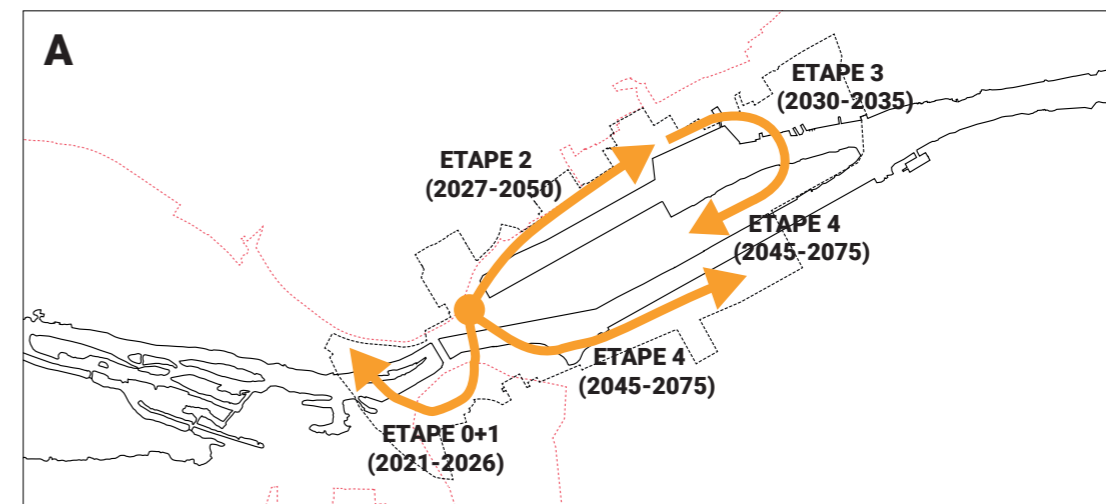 A
ETAPE 3
(2030-2035)
ETAPE 2
(2027-2050)
ETAPE 4
(2045-2075)
ETAPE 4
(2045-2075)
ETAPE 0+1
(2021-2026)